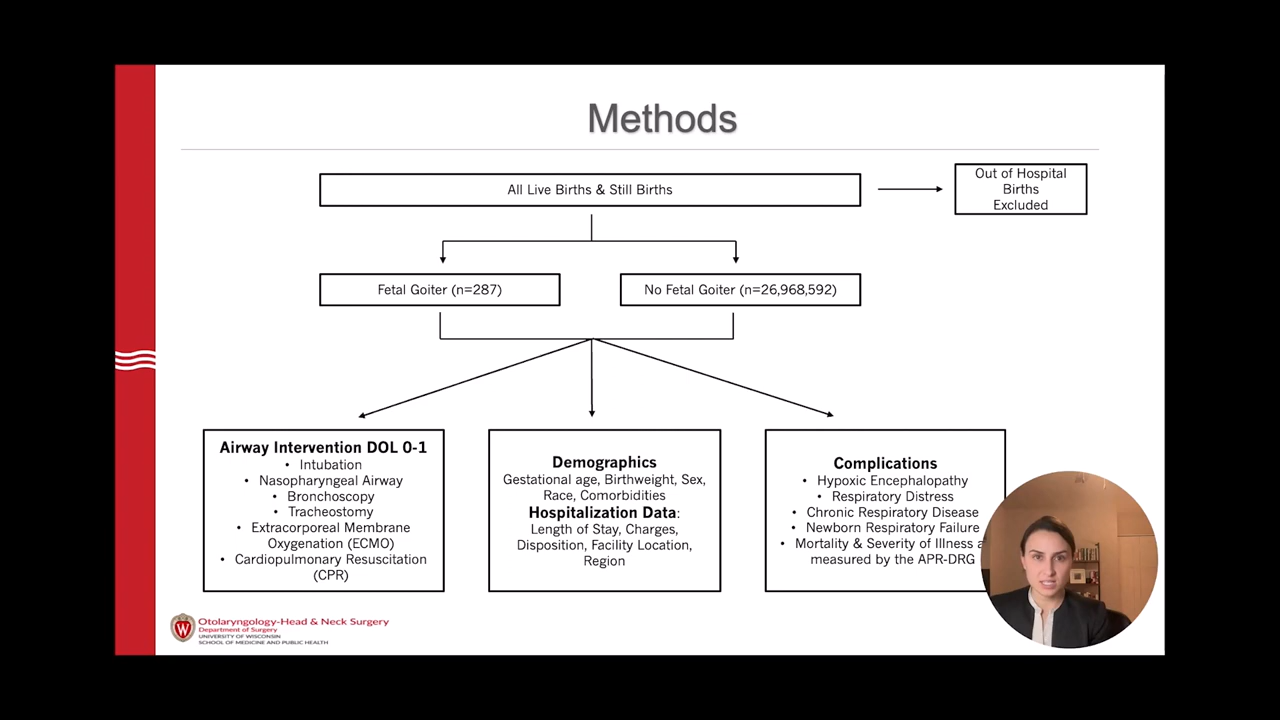 Methods
All Live Births & Still Births
Out of Hospital
Births
Excluded
Fetal Goiter (n=287)
No Fetal Goiter (n=26,968,592)
Airway Intervention DOL 0-1
• Intubation
• Nasopharyngeal Airway
• Bronchoscopy
• Tracheostomy
• Extracorporeal Membrane
Oxygenation (ECMO)
• Cardiopulmonary Resuscitation
(CPR)
Demographics
Gestational age, Birthweight, Sex,
Race, Comorbidities
Hospitalization Data:
Length of Stay, Charges,
Disposition, Facility Location,
Region
Complications
• Hypoxic Encephalopathy
• Respiratory Distress
• Chronic Respiratory Disease
• Newborn Respiratory Failure
• Mortality & Severity of Illness
measured by the APR-DRG
W
Otolaryngology-Head & Neck Surgery
Department of Surgery
UNIVERSITY OF WISCONSIN
SCHOOL OF MEDICINE AND PUBLIC HEALTH